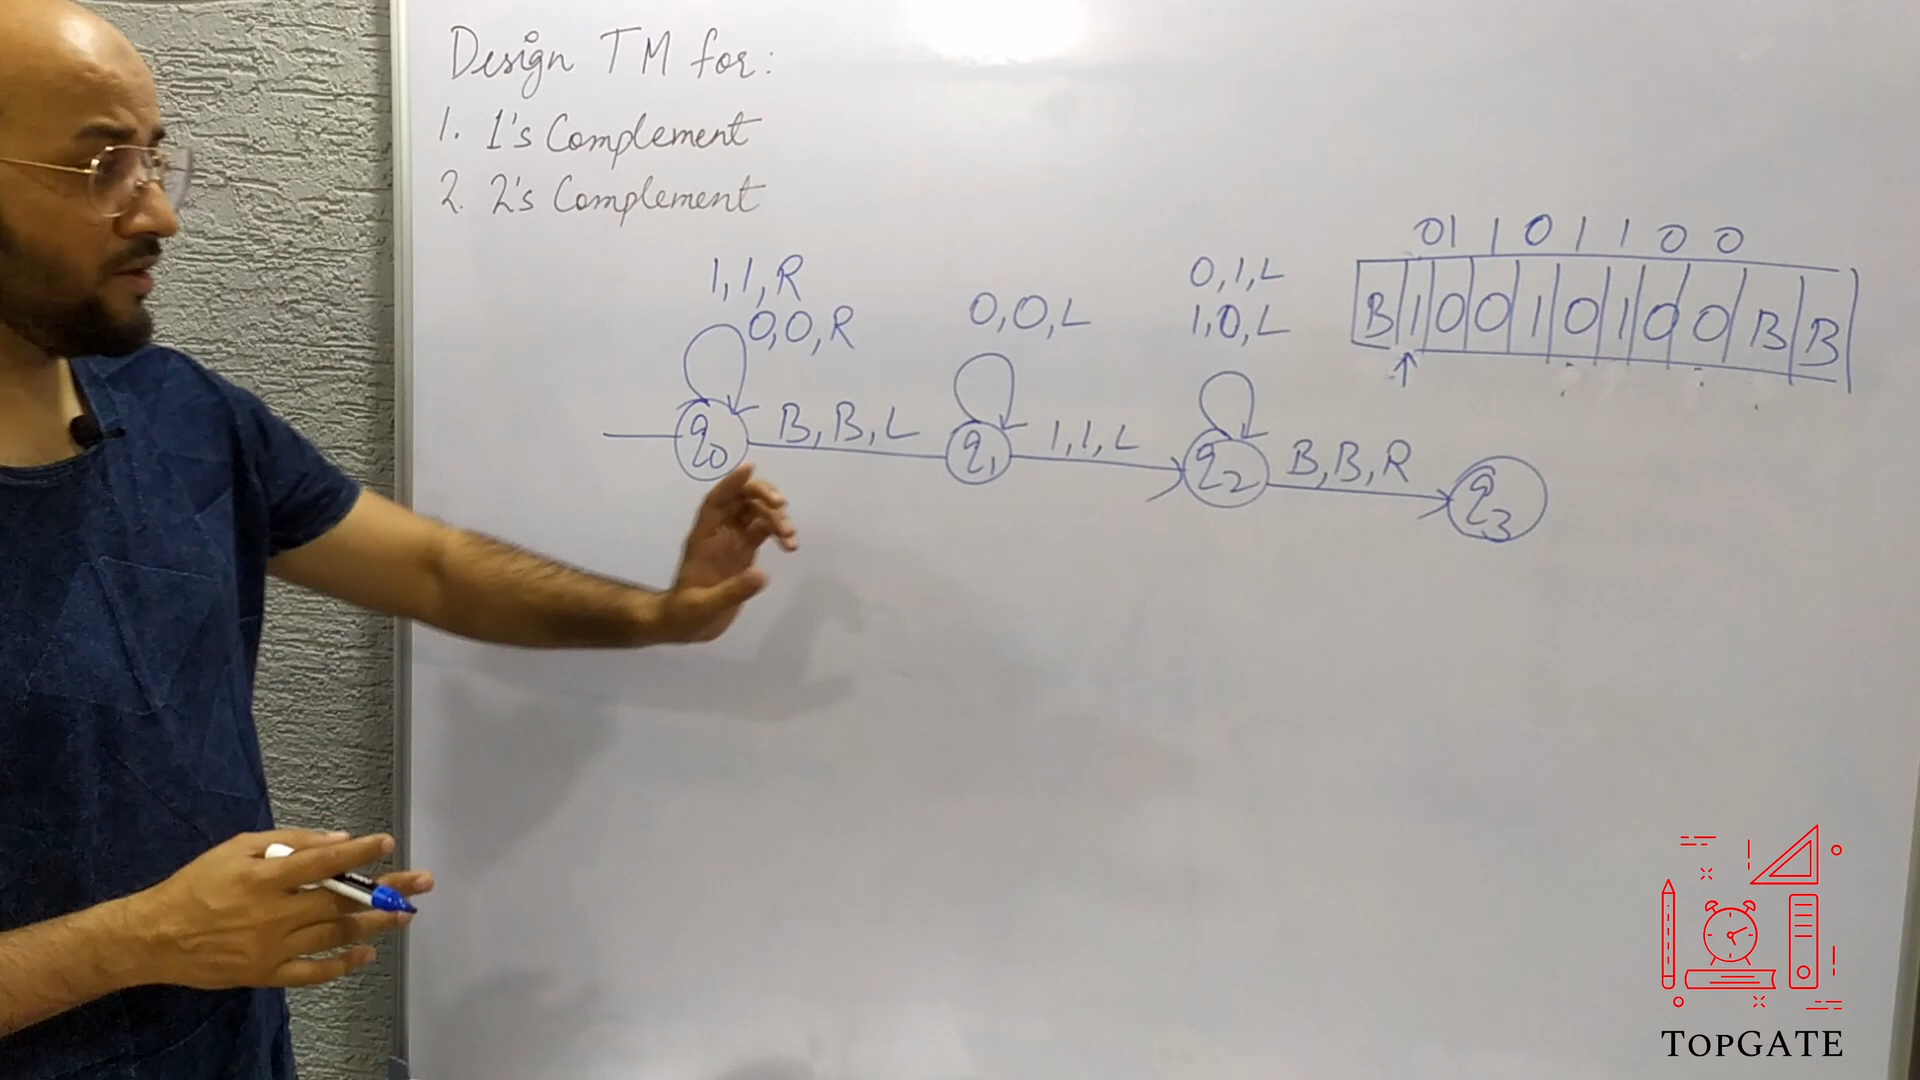 Design TM for:
1. 1's Complement
2. 2's Complement
0 1 1 0 1 1 0 0
B 1 0 0 1 0 1 0 0 B B
1,1,R
0,0,R
0,0,L
0,1,L
1,0,L
q0
B,B,L
q1
1,1,L
q2
B,B,R
q3
TOPGATE